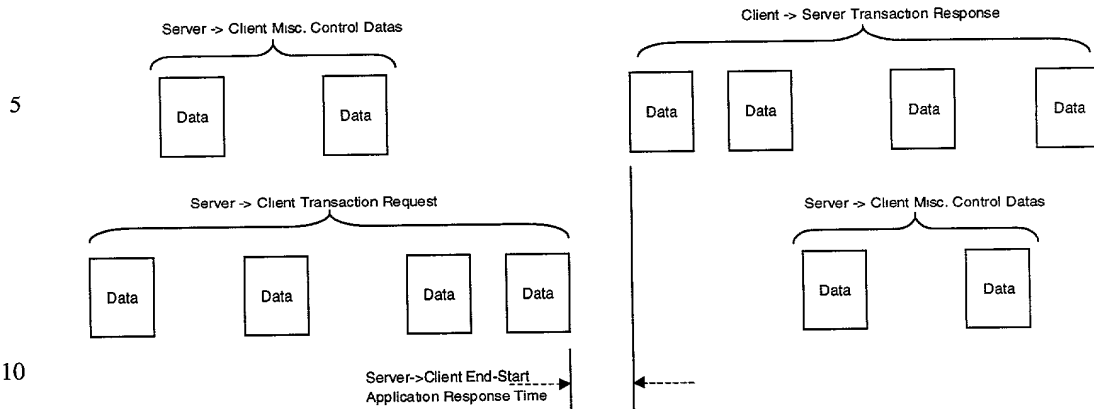 Server -> Client Misc. Control Datas
Client -> Server Transaction Response
5
Data
Data
Data
Data
Data
Data
Server -> Client Transaction Request
Server -> Client Misc. Control Datas
Data
Data
Data
Data
Data
Data
10
Server->Client End-Start
Application Response Time